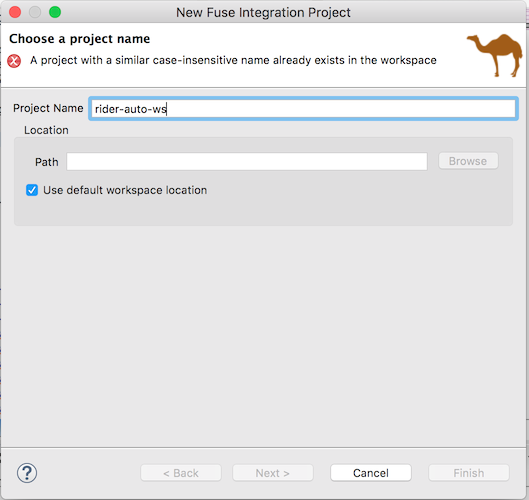 New Fuse Integration Project
Choose a project name
A project with a similar case-insensitive name already exists in the workspace
Project Name rider-auto-ws
Location
Path Browse
Use default workspace location
? < Back Next > Cancel Finish